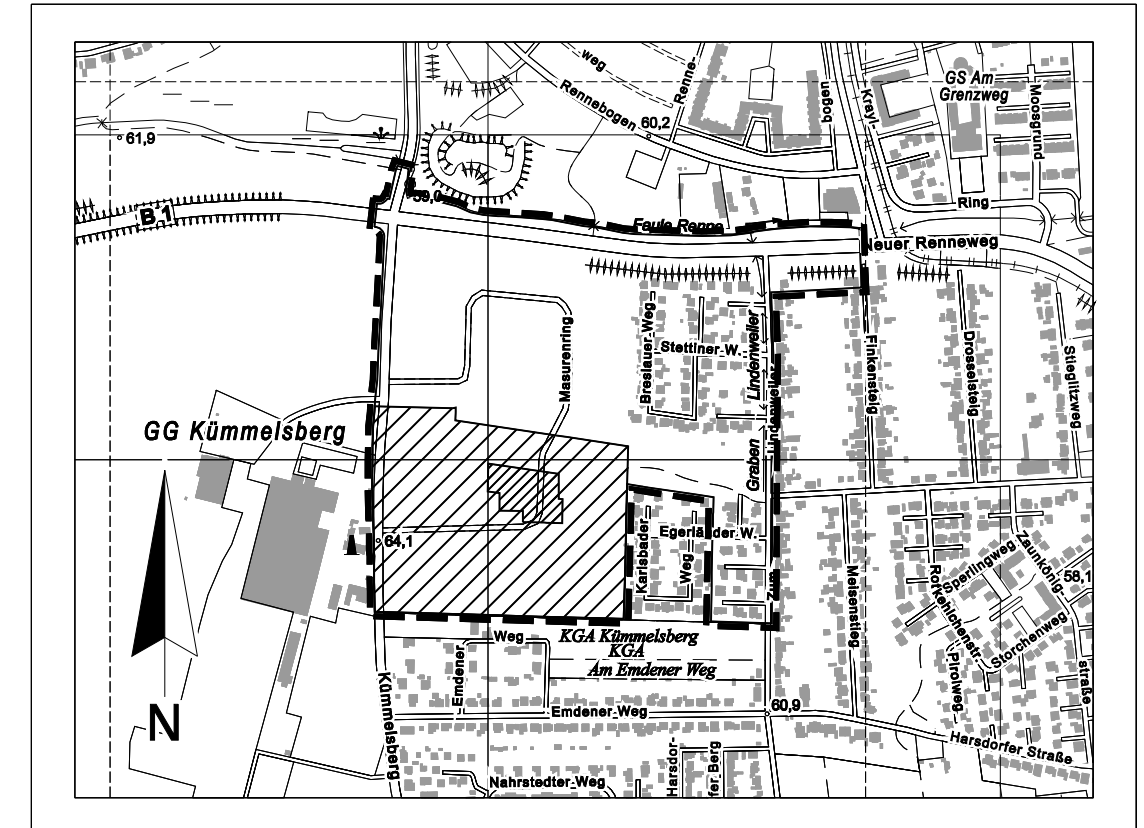 weg
Renne-
bogen
Krayl-
GS Am
Grenzweg
Moosgrund
Rennebogen
60,2
61,9
59,0
Ring
B 1
Faule Renne
Neuer Renneweg
Masurenring
Breslauer Weg
Stettiner W.
Lindenweiler
Lindenweiler
Finkensteig
Drosselsteig
Stieglitzweg
GG Kümmelsberg
Graben
64,1
Karlsbader
Weg
Egerländer W.
Zum
Meisenstieg
Rotkehlchenstr.
Sperlingweg
Zaunkönig-
straße
58,1
Storchenweg
Pirolweg
Weg
Emdener
KGA Kümmelsberg
KGA
Am Emdener Weg
Kümmelsberg
Emdener Weg
60,9
Harsdorfer Straße
Harsdor-
fer Berg
Nahrstedter Weg
N